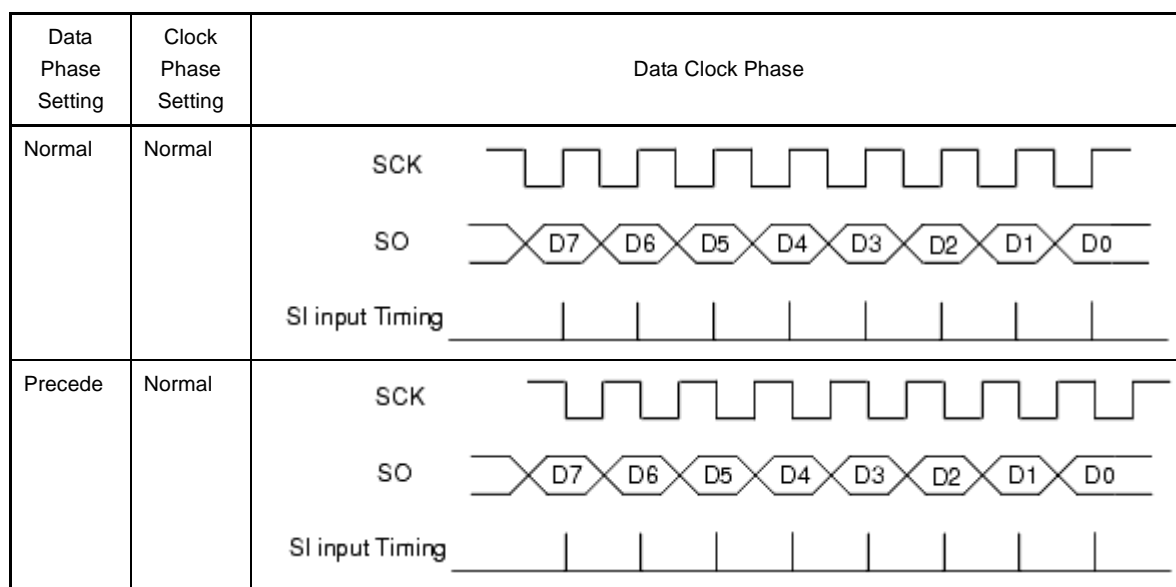 Data
Phase
Setting
Clock
Phase
Setting
Data Clock Phase
Normal
Normal
SCK
SO
D7
D6
D5
D4
D3
D2
D1
D0
SI input Timing
Precede
Normal
SCK
SO
D7
D6
D5
D4
D3
D2
D1
D0
SI input Timing